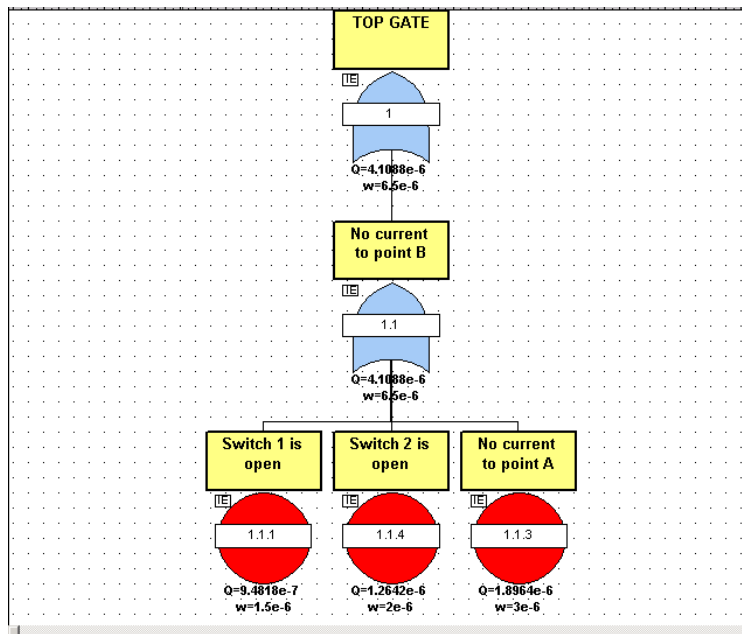 TOP GATE
IE
1
Q=4.1088e-6
w=6.5e-6
No current
to point B
IE
1.1
Q=4.1088e-6
w=6.5e-6
Switch 1 is
open
Switch 2 is
open
No current
to point A
IE
IE
IE
1.1.1
1.1.4
1.1.3
Q=9.4818e-7
w=1.5e-6
Q=1.2642e-6
w=2e-6
Q=1.8964e-6
w=3e-6